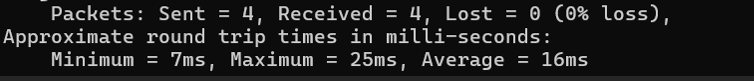 Packets: Sent = 4, Received = 4, Lost = 0 (0% loss),
Approximate round trip times in milli-seconds:
Minimum = 7ms, Maximum = 25ms, Average = 16ms